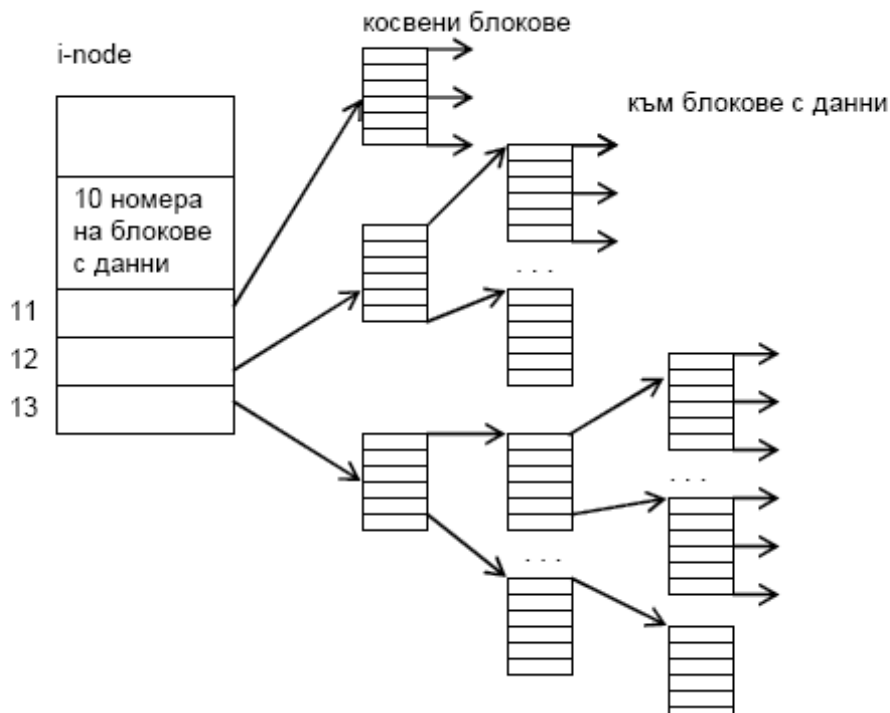 косвени блокове
i-node
към блокове с данни
10 номера
на блокове
с данни
11
12
13
. . .
. . .
. . .